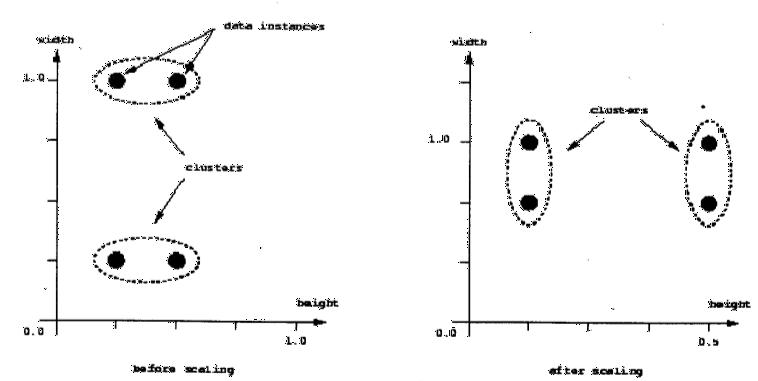 data instances
width
1.0
clusters
height
0.0
1.0
before scaling
width
clusters
1.0
height
0.0
0.5
after scaling